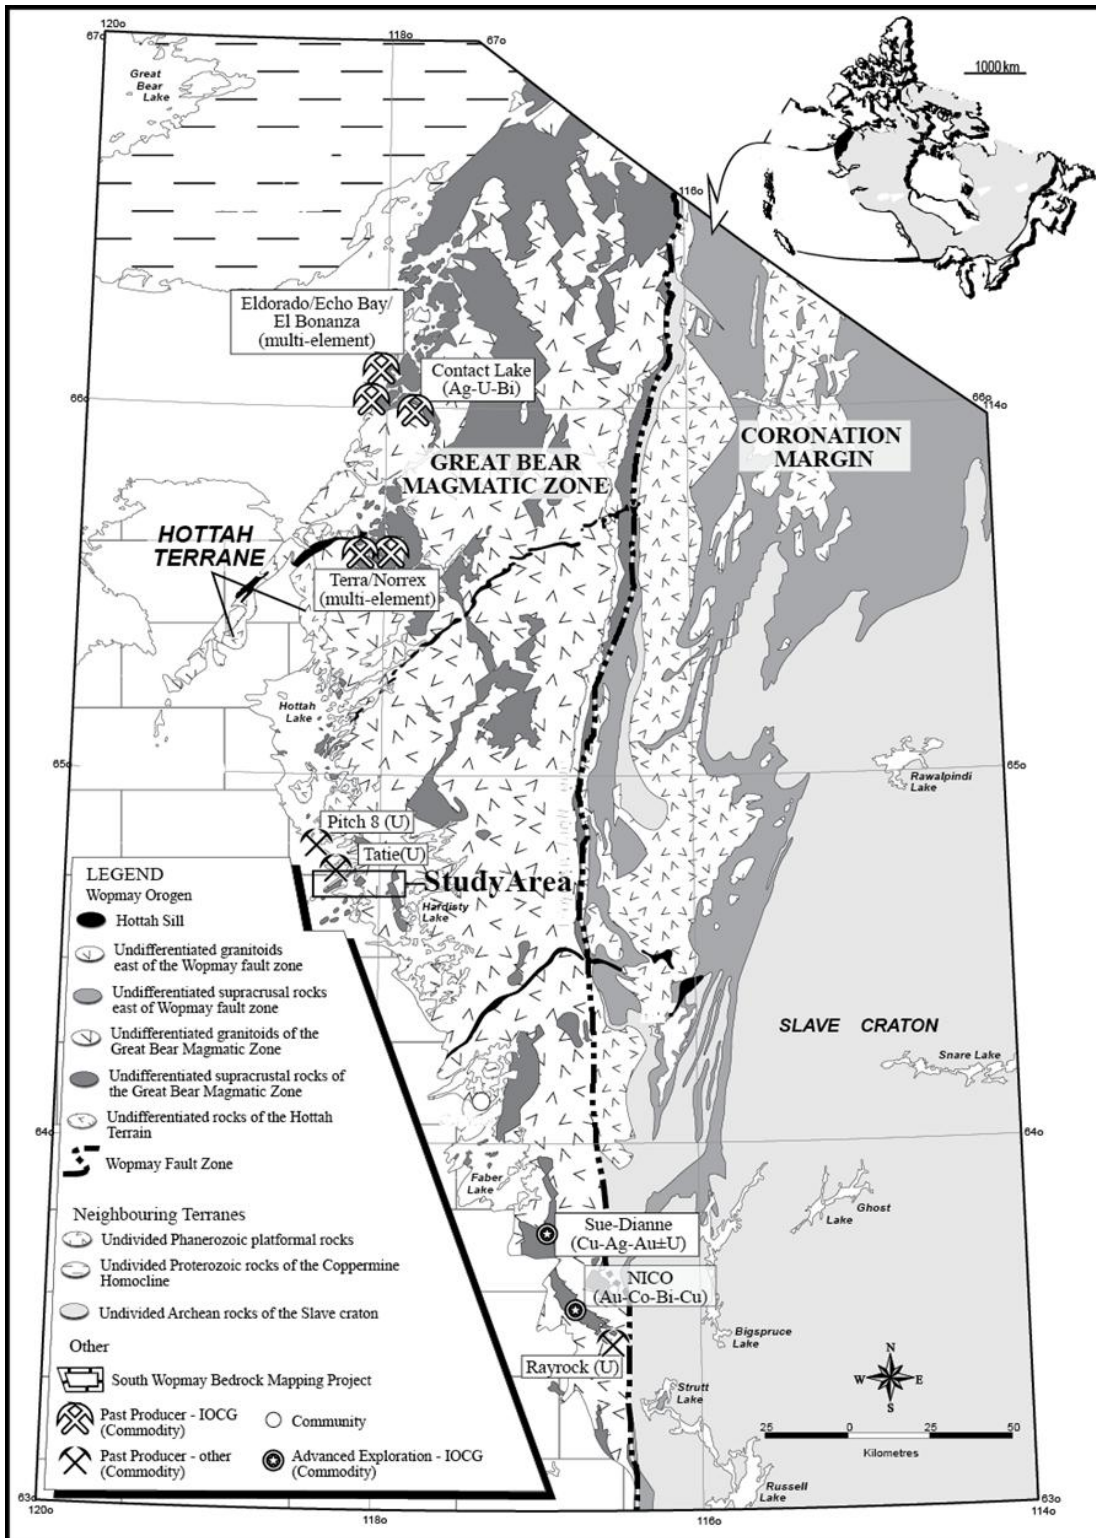 120o
67o
118o
67o
Great
Bear
Lake
1000 km
116o
Eldorado/Echo Bay/
El Bonanza
(multi-element)
Contact Lake
(Ag-U-Bi)
66o
66o
114o
GREAT BEAR
MAGMATIC ZONE
CORONATION
MARGIN
HOTTAH
TERRANE
Terra/Norrex
(multi-element)
Hottah
Lake
65o
65o
Rawalpindi
Lake
Pitch 8 (U)
Tatie(U)
StudyArea
Hardisty
Lake
SLAVE CRATON
Snare Lake
64o
64o
Faber
Lake
Ghost
Lake
Sue-Dianne
(Cu-Ag-Au±U)
NICO
(Au-Co-Bi-Cu)
Bigspruce
Lake
Rayrock (U)
Strutt
Lake
N
W E
S
25 0 25 50
Kilometres
Russell
Lake
63o
120o
118o
116o
63o
114o
LEGEND
Wopmay Orogen
Hottah Sill
Undifferentiated granitoids
east of the Wopmay fault zone
Undifferentiated supracrusal rocks
east of Wopmay fault zone
Undifferentiated granitoids of the
Great Bear Magmatic Zone
Undifferentiated supracrustal rocks of
the Great Bear Magmatic Zone
Undifferentiated rocks of the Hottah
Terrain
Wopmay Fault Zone
Neighbouring Terranes
Undivided Phanerozoic platformal rocks
Undivided Proterozoic rocks of the Coppermine
Homocline
Undivided Archean rocks of the Slave craton
Other
South Wopmay Bedrock Mapping Project
Past Producer - IOCG
(Commodity)
Community
Past Producer - other
(Commodity)
Advanced Exploration - IOCG
(Commodity)